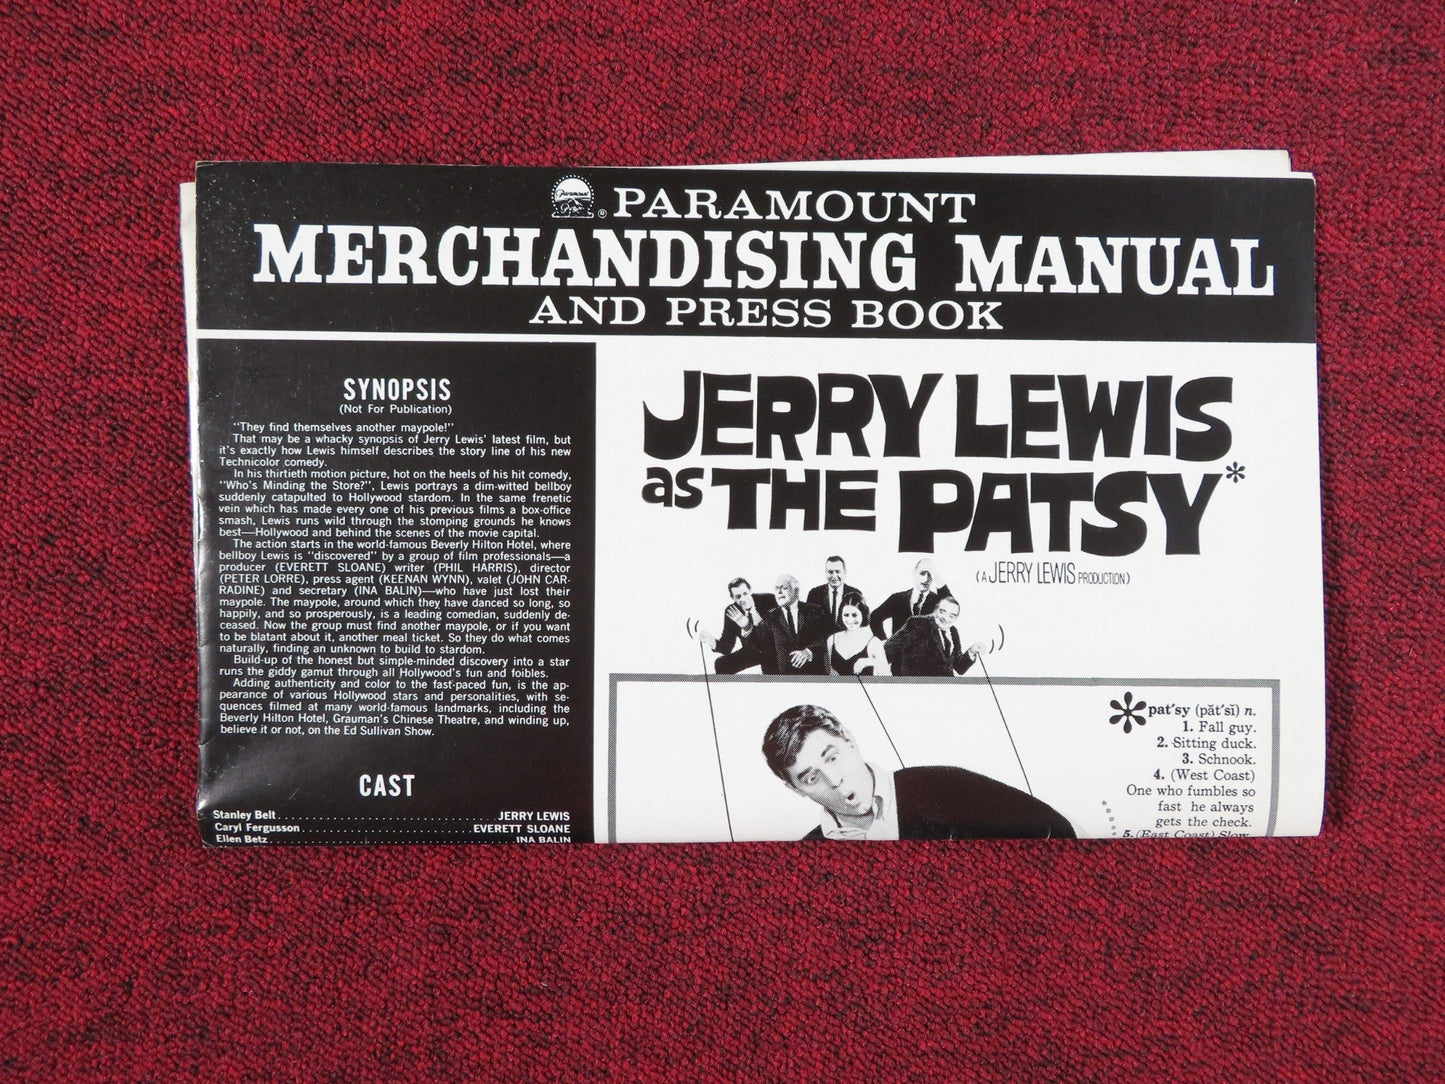 Paramount
® PARAMOUNT
MERCHANDISING MANUAL
AND PRESS BOOK
SYNOPSIS
(Not For Publication)
"They find themselves another maypole!"
That may be a whacky synopsis of Jerry Lewis' latest film, but
it's exactly how Lewis himself describes the story line of his new
Technicolor comedy.
In his thirtieth motion picture, hot on the heels of his hit comedy,
"Who's Minding the Store?", Lewis portrays a dim-witted bellboy
suddenly catapulted to Hollywood stardom. In the same frenetic
vein which has made every one of his previous films a box-office
smash, Lewis runs wild through the stomping grounds he knows
best—Hollywood and behind the scenes of the movie capital.
The action starts in the world-famous Beverly Hilton Hotel, where
bellboy Lewis is "discovered" by a group of film professionals—a
producer (EVERETT SLOANE) writer (PHIL HARRIS), director
(PETER LORRE), press agent (KEENAN WYNN), valet (JOHN CAR-
RADINE) and secretary (INA BALIN)—who have just lost their
maypole. The maypole, around which they have danced so long, so
happily, and so prosperously, is a leading comedian, suddenly de-
ceased. Now the group must find another maypole, or if you want
to be blatant about it, another meal ticket. So they do what comes
naturally, finding an unknown to build to stardom.
Build-up of the honest but simple-minded discovery into a star
runs the giddy gamut through all Hollywood's fun and foibles.
Adding authenticity and color to the fast-paced fun, is the ap-
pearance of various Hollywood stars and personalities, with se-
quences filmed at many world-famous landmarks, including the
Beverly Hilton Hotel, Grauman's Chinese Theatre, and winding up,
believe it or not, on the Ed Sullivan Show.
CAST
Stanley Belt . . . . . . . . . . . . . . . . . . . . JERRY LEWIS
Caryl Fergusson . . . . . . . . . . . . . . . . EVERETT SLOANE
Ellen Betz . . . . . . . . . . . . . . . . . . . . INA BALIN
JERRY LEWIS
as THE PATSY*
(A JERRY LEWIS PRODUCTION)
* pat'sy (păt'sĭ) n.
1. Fall guy.
2. Sitting duck.
3. Schnook.
4. (West Coast)
One who fumbles so
fast he always
gets the check.
5. (East Coast) Slow